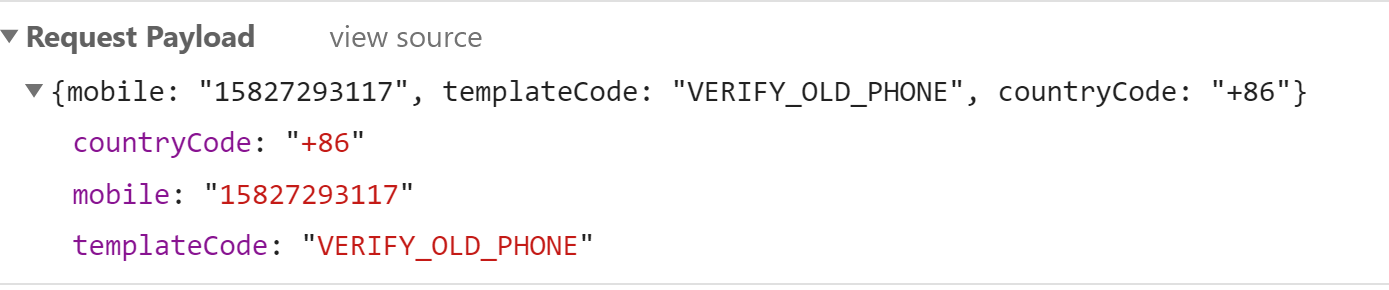 Request Payload view source
{mobile: "15827293117", templateCode: "VERIFY_OLD_PHONE", countryCode: "+86"}
countryCode: "+86"
mobile: "15827293117"
templateCode: "VERIFY_OLD_PHONE"